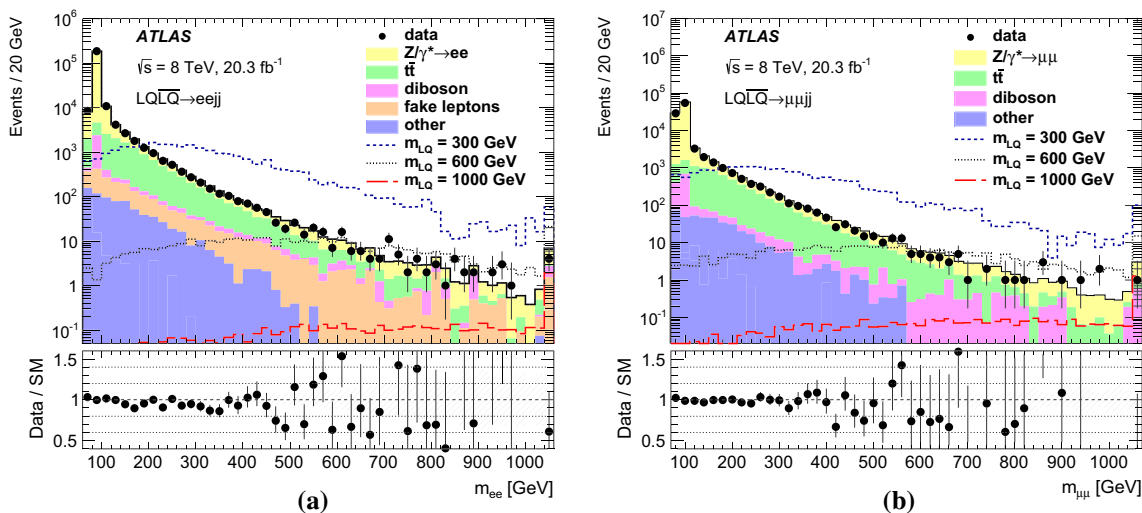 ATLAS
√s = 8 TeV, 20.3 fb⁻¹
LQL̅Q̅→eejj
data
Z/γ*→ee
tt̅
diboson
fake leptons
other
m_LQ = 300 GeV
m_LQ = 600 GeV
m_LQ = 1000 GeV
Events / 20 GeV
10⁶
10⁵
10⁴
10³
10²
10
1
10⁻¹
Data / SM
1.5
1
0.5
100 200 300 400 500 600 700 800 900 1000
m_ee [GeV]
(a)
ATLAS
√s = 8 TeV, 20.3 fb⁻¹
LQL̅Q̅→μμjj
data
Z/γ*→μμ
tt̅
diboson
other
m_LQ = 300 GeV
m_LQ = 600 GeV
m_LQ = 1000 GeV
Events / 20 GeV
10⁷
10⁶
10⁵
10⁴
10³
10²
10
1
10⁻¹
Data / SM
1.5
1
0.5
100 200 300 400 500 600 700 800 900 1000
m_μμ [GeV]
(b)